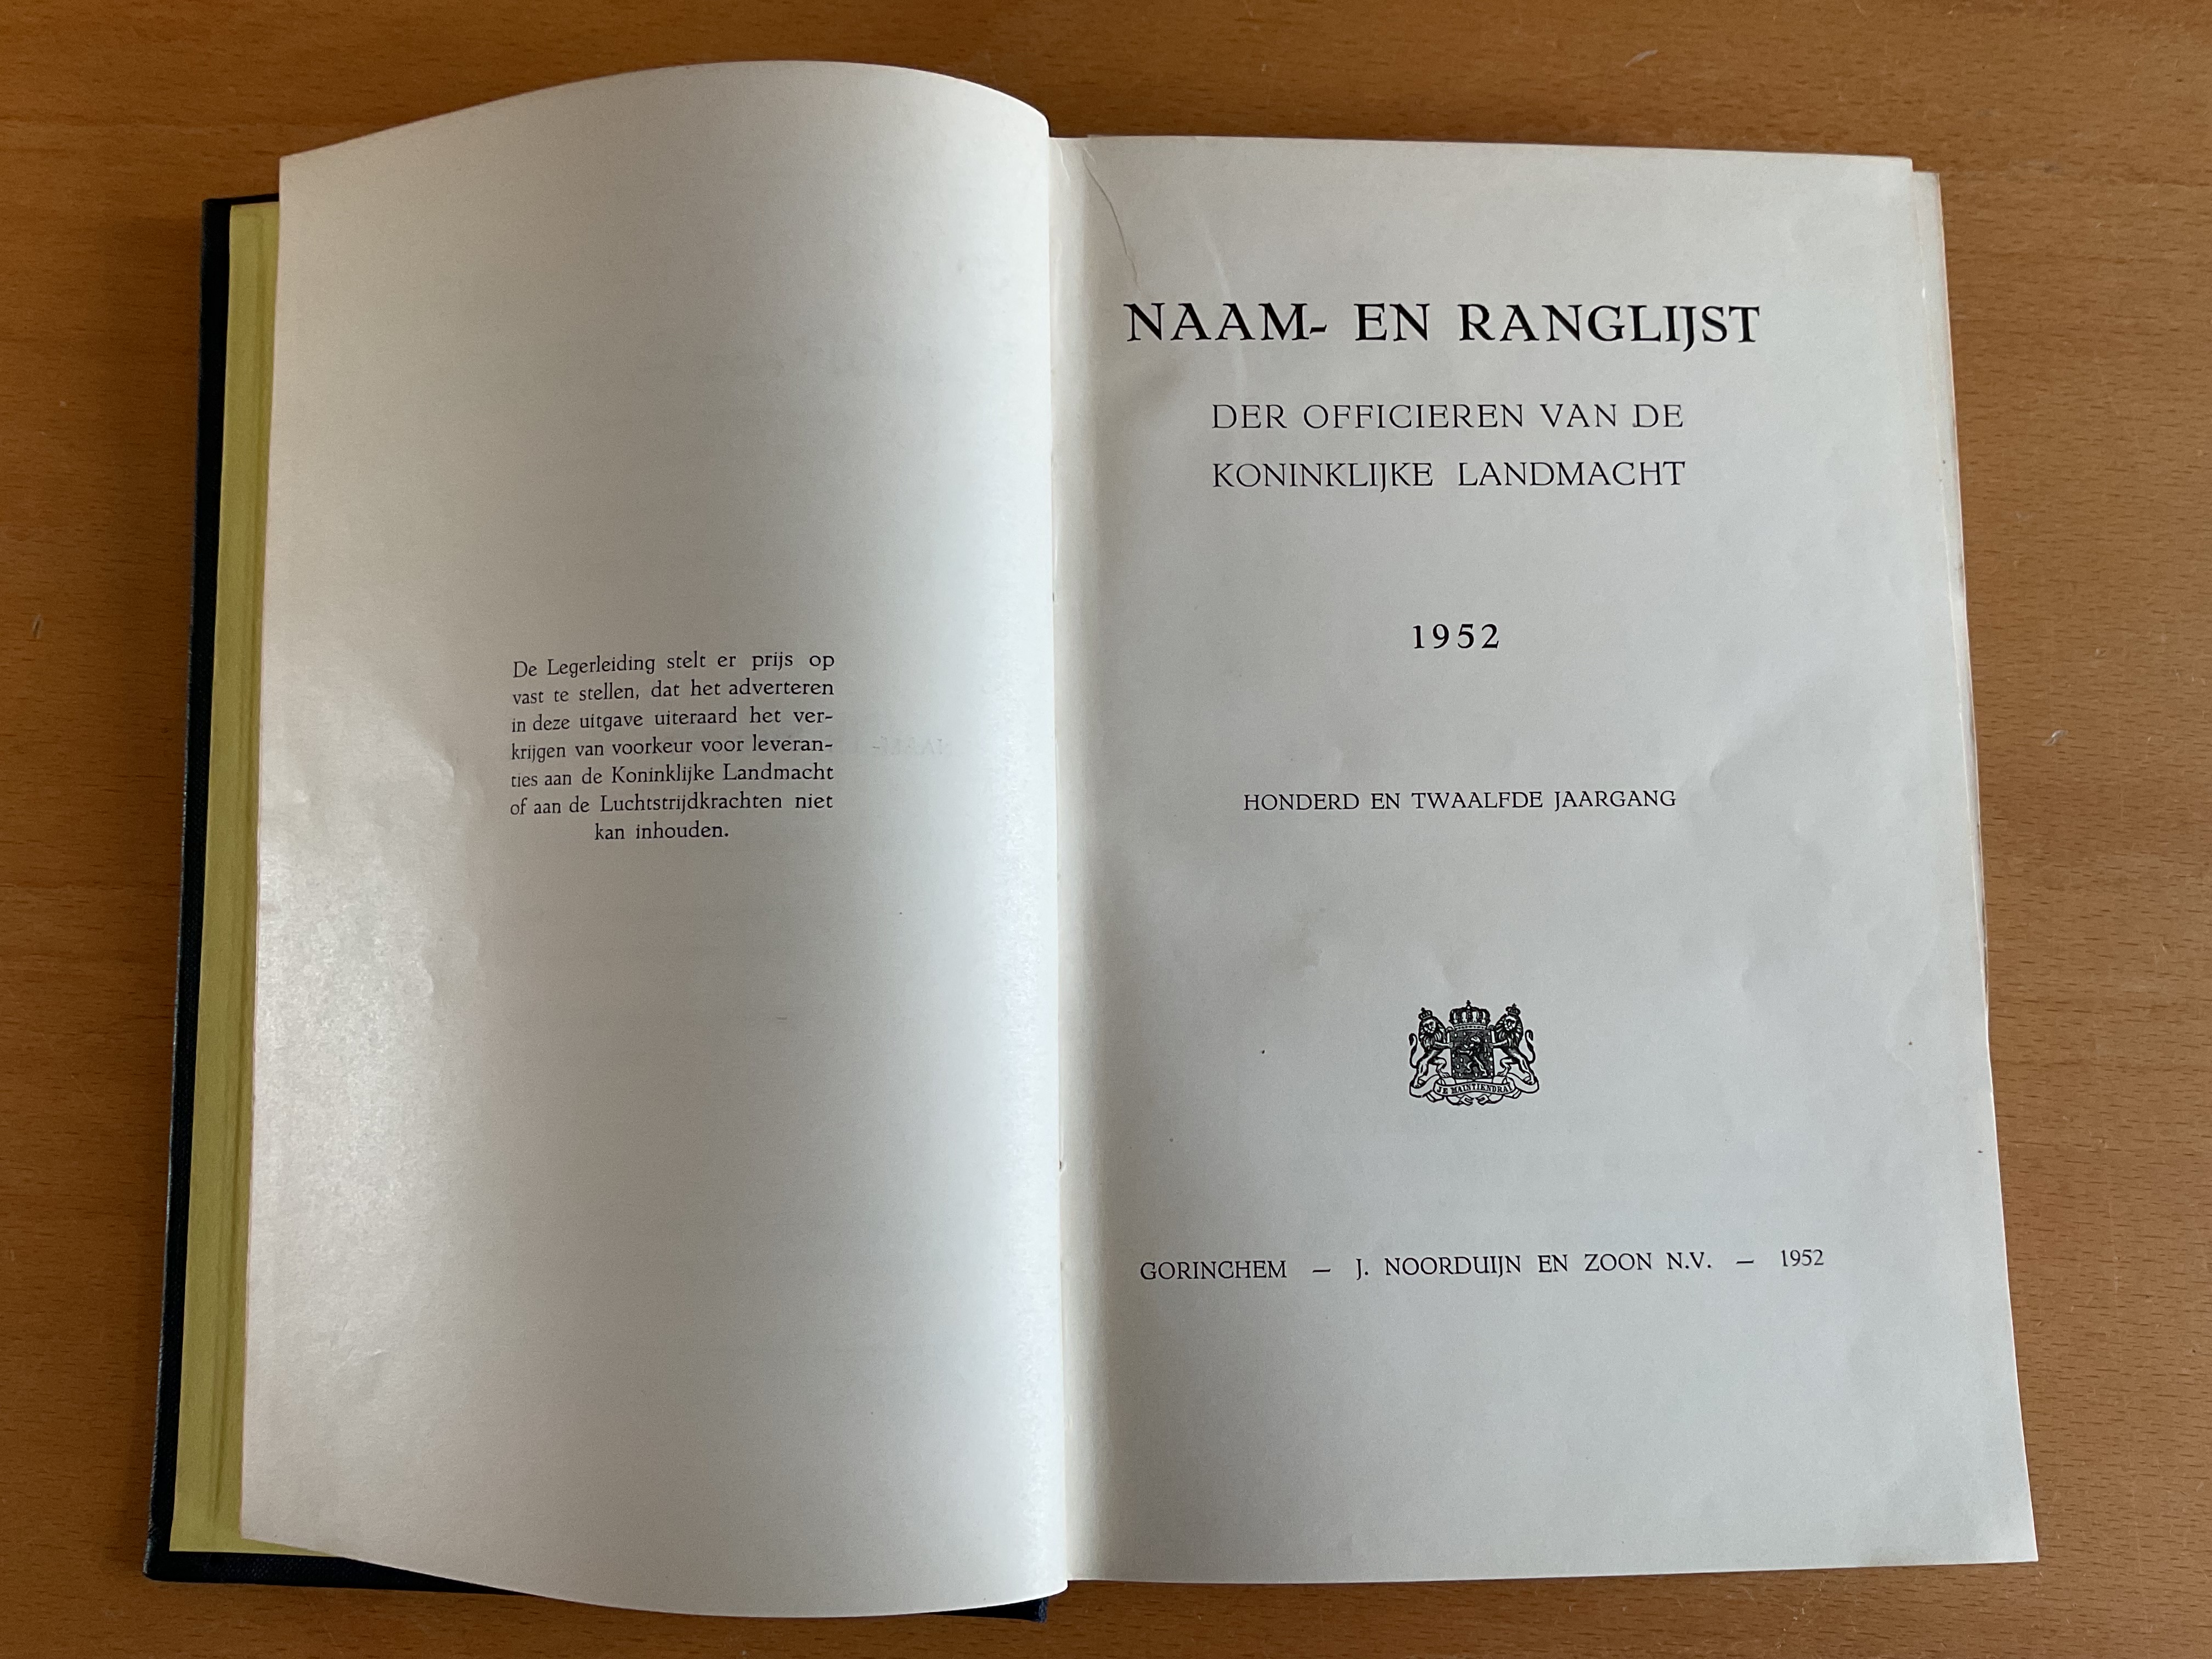 De Legerleiding stelt er prijs op
vast te stellen, dat het adverteren
in deze uitgave uiteraard het ver-
krijgen van voorkeur voor leveran-
ties aan de Koninklijke Landmacht
of aan de Luchtstrijdkrachten niet
kan inhouden.
NAAM- EN RANGLIJST
DER OFFICIEREN VAN DE
KONINKLIJKE LANDMACHT
1952
HONDERD EN TWAALFDE JAARGANG
JE MAINTIENDRAI
GORINCHEM — J. NOORDUIJN EN ZOON N.V. — 1952